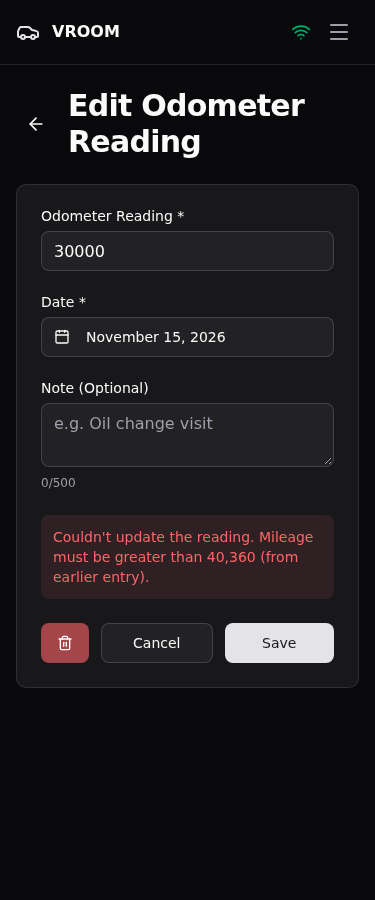 VROOM
Edit Odometer
Reading
Odometer Reading *
30000
Date *
November 15, 2026
Note (Optional)
e.g. Oil change visit
0/500
Couldn't update the reading. Mileage
must be greater than 40,360 (from
earlier entry).
Cancel
Save